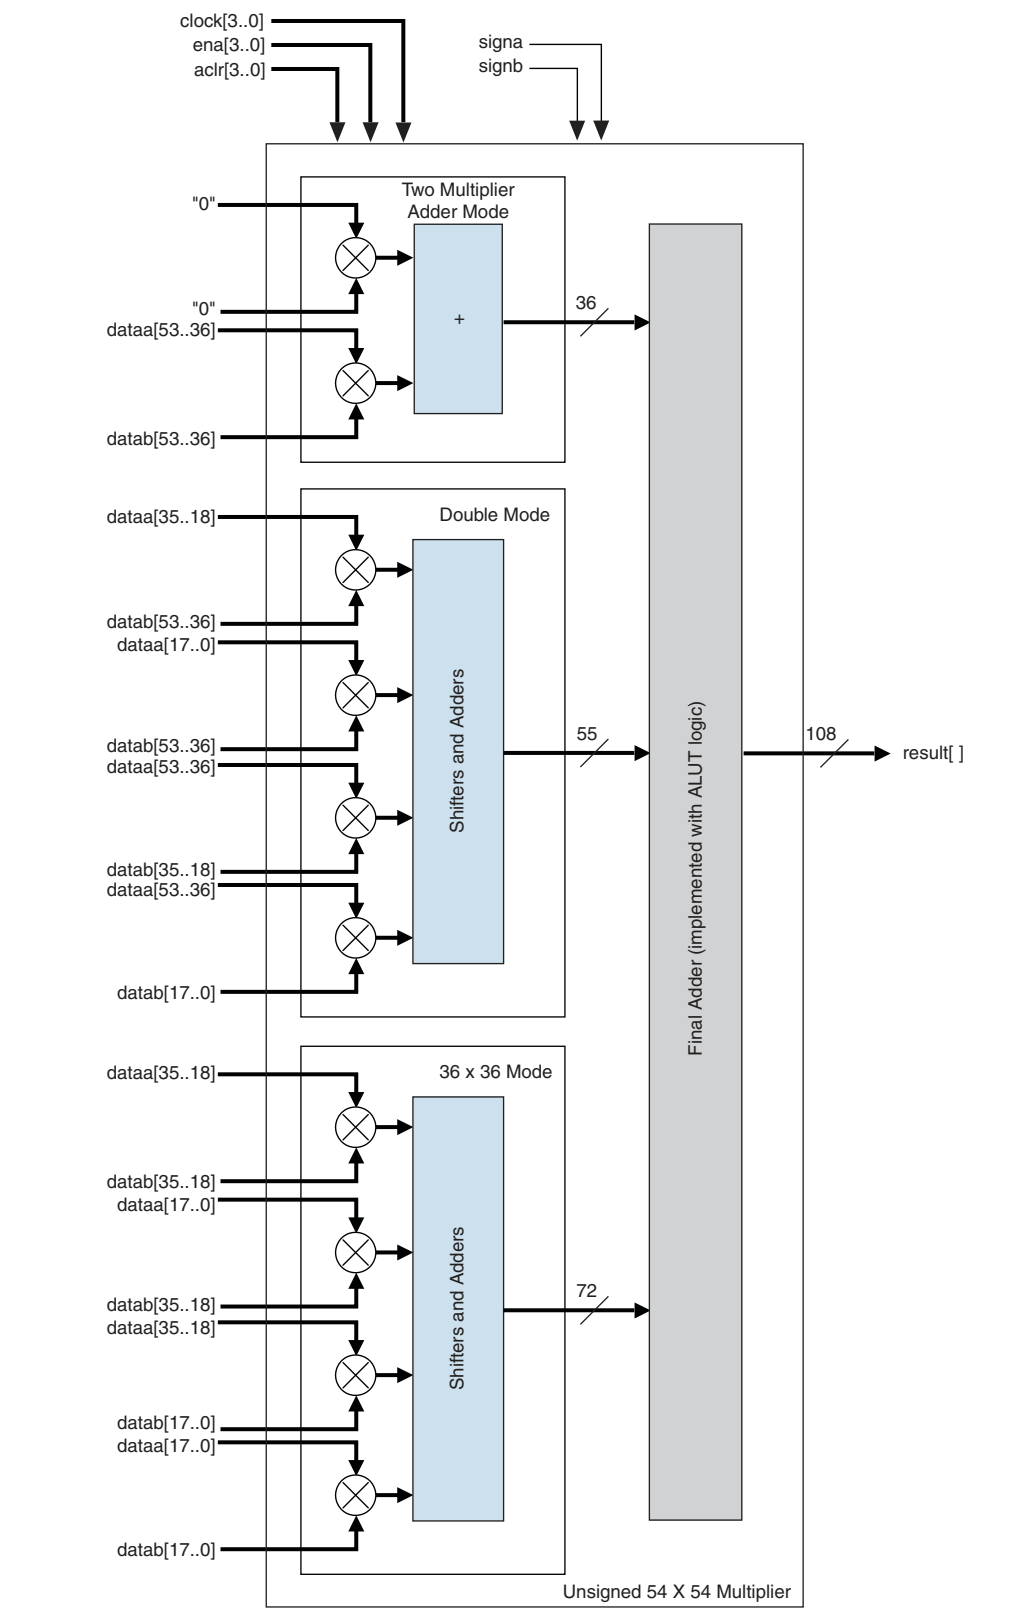 clock[3..0]
ena[3..0]
aclr[3..0]
signa
signb
Two Multiplier
Adder Mode
"0"
"0"
dataa[53..36]
datab[53..36]
+
36
Double Mode
dataa[35..18]
datab[53..36]
dataa[17..0]
datab[53..36]
dataa[53..36]
datab[35..18]
dataa[53..36]
datab[17..0]
Shifters and Adders
55
36 x 36 Mode
dataa[35..18]
datab[35..18]
dataa[17..0]
datab[35..18]
dataa[35..18]
datab[17..0]
dataa[17..0]
datab[17..0]
Shifters and Adders
72
Final Adder (implemented with ALUT logic)
108
result[ ]
Unsigned 54 X 54 Multiplier